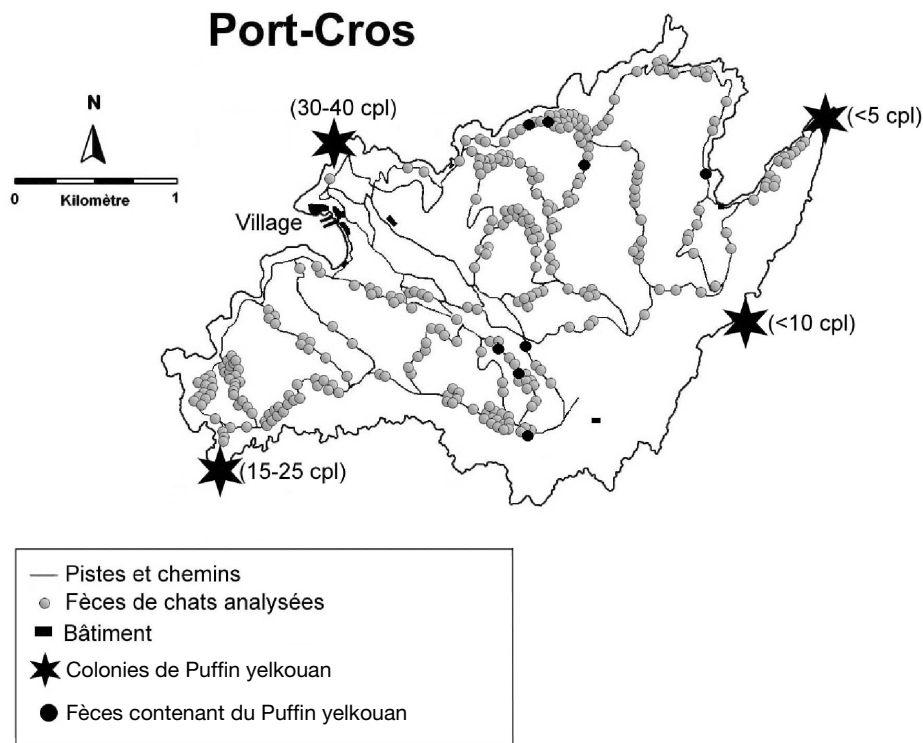 Port-Cros
N
0 1
Kilomètre
(30-40 cpl)
(<5 cpl)
Village
(<10 cpl)
(15-25 cpl)
Pistes et chemins
Fèces de chats analysées
Bâtiment
Colonies de Puffin yelkouan
Fèces contenant du Puffin yelkouan